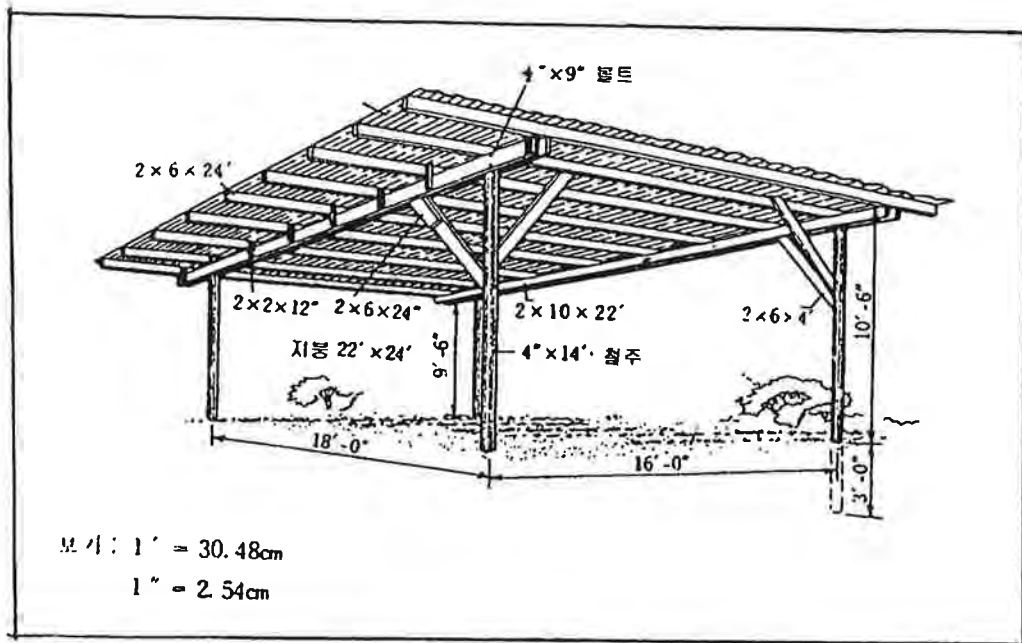 4"×9" 볼트
2×6×24'
2×2×12"
2×6×24"
2×10×22'
2×6×4'
지붕 22'×24'
9'-6"
4"×14' 철주
10'-6"
18'-0"
16'-0"
3'-0"
보기: 1' = 30.48cm
1" = 2.54cm